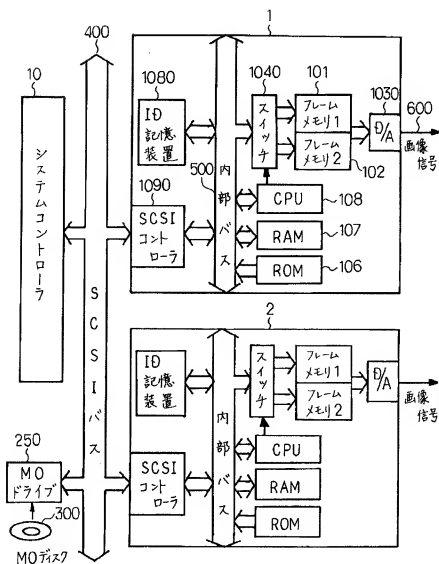 1
400
10
1080
1040
101
1030
600
ID
記憶
装置
スイッチ
フレーム
メモリ1
フレーム
メモリ2
D/A
画像
信号
102
500
1090
SCSI
コント
ローラ
内部バス
CPU
108
RAM
107
ROM
106
システムコントローラ
SCSIバス
2
ID
記憶
装置
スイッチ
フレーム
メモリ1
フレーム
メモリ2
D/A
画像
信号
250
MO
ドライブ
300
MOディスク
SCSI
コント
ローラ
内部バス
CPU
RAM
ROM